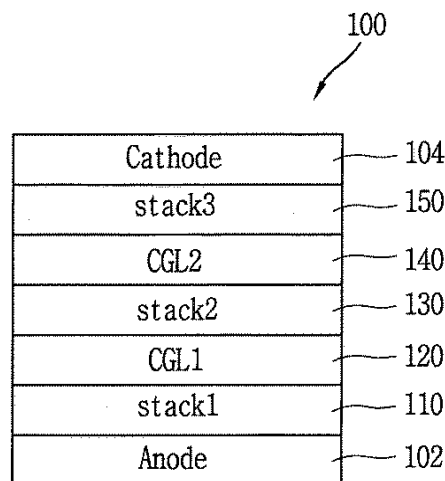 100
Cathode 104
stack3 150
CGL2 140
stack2 130
CGL1 120
stack1 110
Anode 102